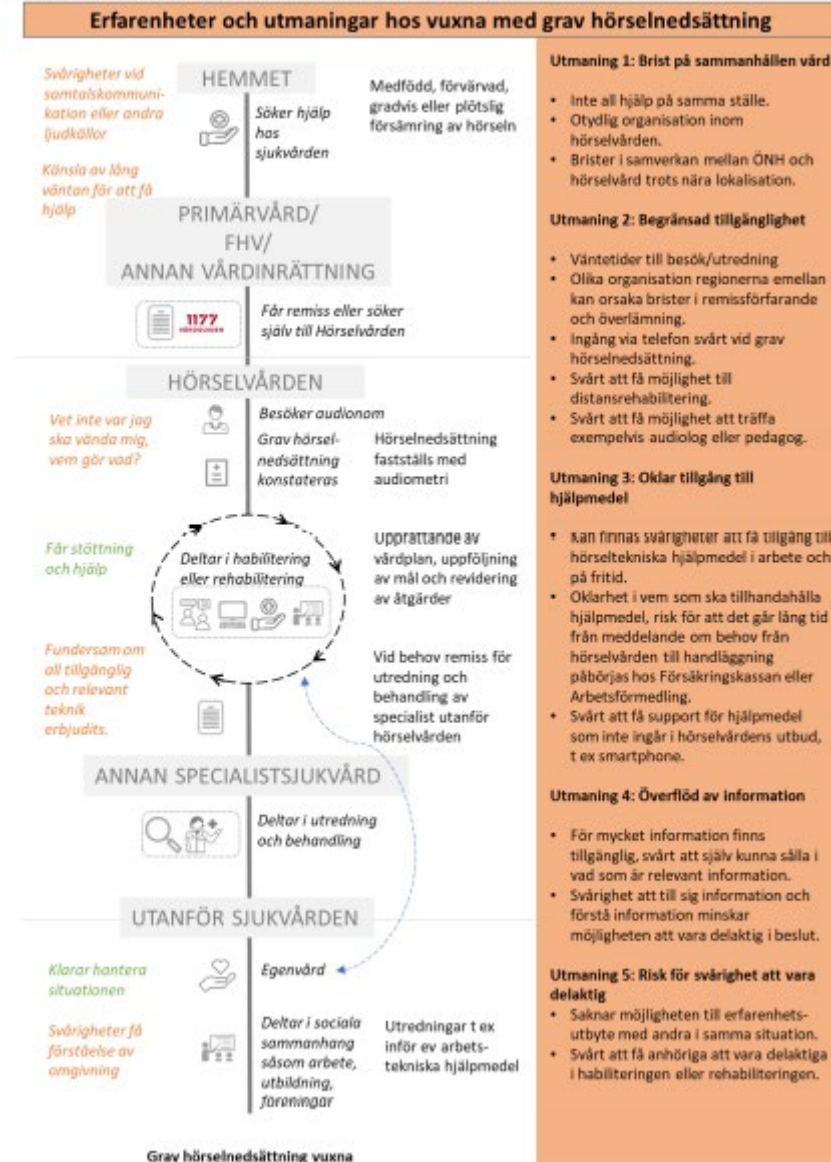 Erfarenheter och utmaningar hos vuxna med grav hörselnedsättning
Svårigheter vid
samtalskommuni-
kation eller andra
ljudkällor
Känsla av lång
väntan för att få
hjälp
HEMMET
Söker hjälp
hos
sjukvården
Medfödd, förvärvad,
gradvis eller plötslig
försämring av hörseln
PRIMÄRVÅRD/
FHV/
ANNAN VÅRDINRÄTTNING
1177
VÅRDGUIDEN
Får remiss eller söker
själv till Hörselvården
HÖRSELVÅRDEN
Vet inte var jag
ska vända mig,
vem gör vad?
Besöker audionom
Grav hörsel-
nedsättning
konstateras
Hörselnedsättning
fastställs med
audiometri
Får stöttning
och hjälp
Deltar i habilitering
eller rehabilitering
Upprättande av
vårdplan, uppföljning
av mål och revidering
av åtgärder
Fundersam om
all tillgänglig
och relevant
teknik
erbjudits.
Vid behov remiss för
utredning och
behandling av
specialist utanför
hörselvården
ANNAN SPECIALISTSJUKVÅRD
Deltar i utredning
och behandling
UTANFÖR SJUKVÅRDEN
Klarar hantera
situationen
Egenvård
Svårigheter få
förståelse av
omgivning
Deltar i sociala
sammanhang
såsom arbete,
utbildning,
föreningar
Utredningar t ex
inför ev arbets-
tekniska hjälpmedel
Grav hörselnedsättning vuxna
Utmaning 1: Brist på sammanhållen vård
• Inte all hjälp på samma ställe.
• Otydlig organisation inom
hörselvården.
• Brister i samverkan mellan ÖNH och
hörselvård trots nära lokalisation.
Utmaning 2: Begränsad tillgänglighet
• Väntetider till besök/utredning
• Olika organisation regionerna emellan
kan orsaka brister i remissförfarande
och överlämning.
• Ingång via telefon svårt vid grav
hörselnedsättning.
• Svårt att få möjlighet till
distansrehabilitering.
• Svårt att få möjlighet att träffa
exempelvis audiolog eller pedagog.
Utmaning 3: Oklar tillgång till
hjälpmedel
• Kan finnas svårigheter att få tillgång till
hörseltekniska hjälpmedel i arbete och
på fritid.
• Oklarhet i vem som ska tillhandahålla
hjälpmedel, risk för att det går lång tid
från meddelande om behov från
hörselvården till handläggning
påbörjas hos Försäkringskassan eller
Arbetsförmedling.
• Svårt att få support för hjälpmedel
som inte ingår i hörselvårdens utbud,
t ex smartphone.
Utmaning 4: Överflöd av information
• För mycket information finns
tillgänglig, svårt att själv kunna sålla i
vad som är relevant information.
• Svårighet att till sig information och
förstå information minskar
möjligheten att vara delaktig i beslut.
Utmaning 5: Risk för svårighet att vara
delaktig
• Saknar möjligheten till erfarenhets-
utbyte med andra i samma situation.
• Svårt att få anhöriga att vara delaktiga
i habiliteringen eller rehabiliteringen.